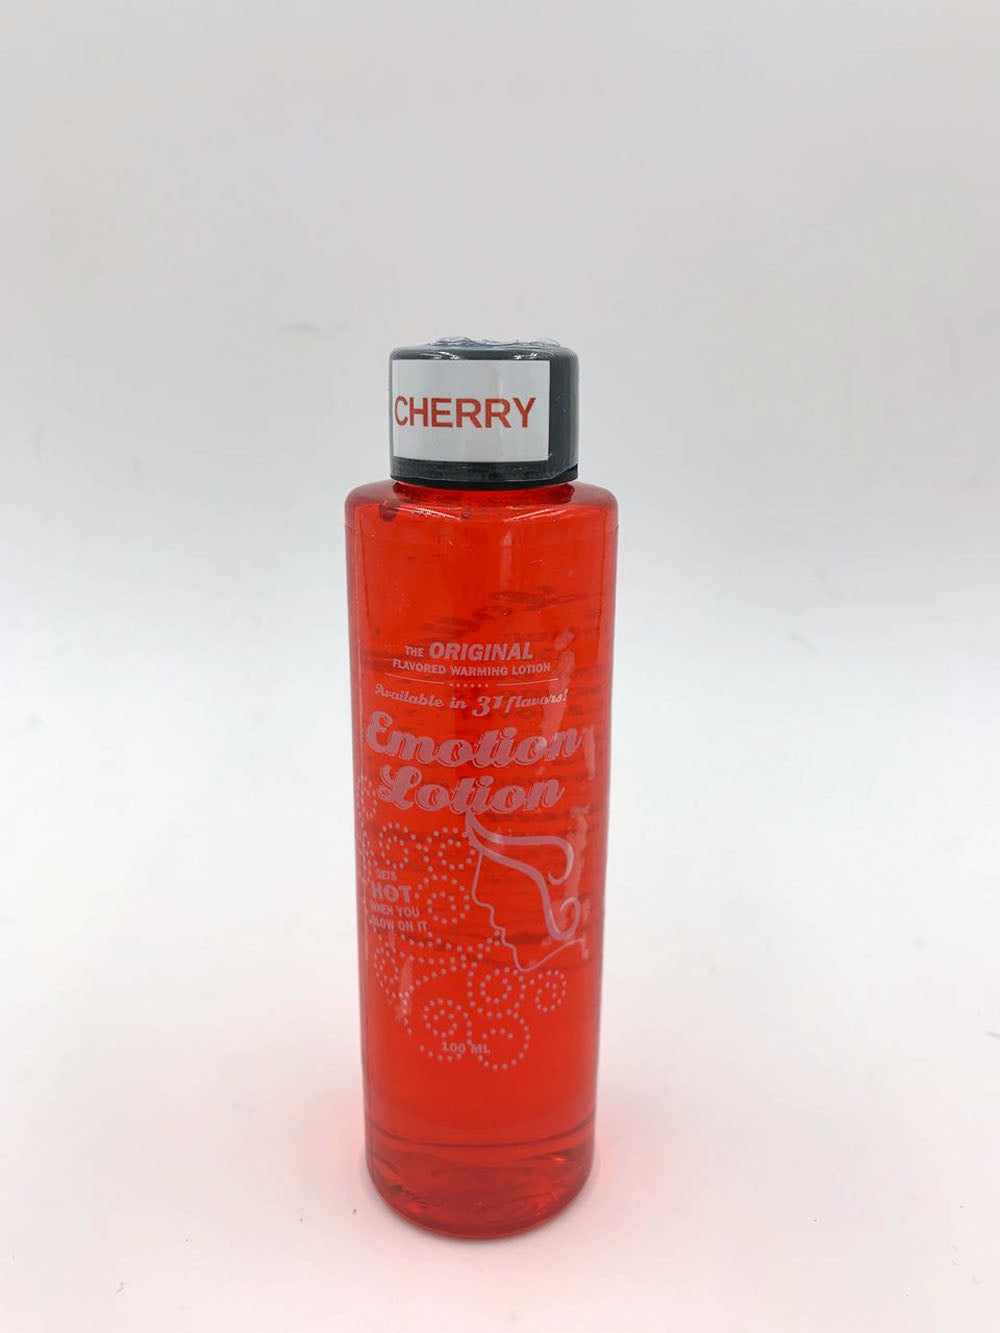 CHERRY
THE ORIGINAL
FLAVORED WARMING LOTION
Available in 31 flavors!
Emotion
Lotion
GETS
HOT
WHEN YOU
BLOW ON IT
100 ML